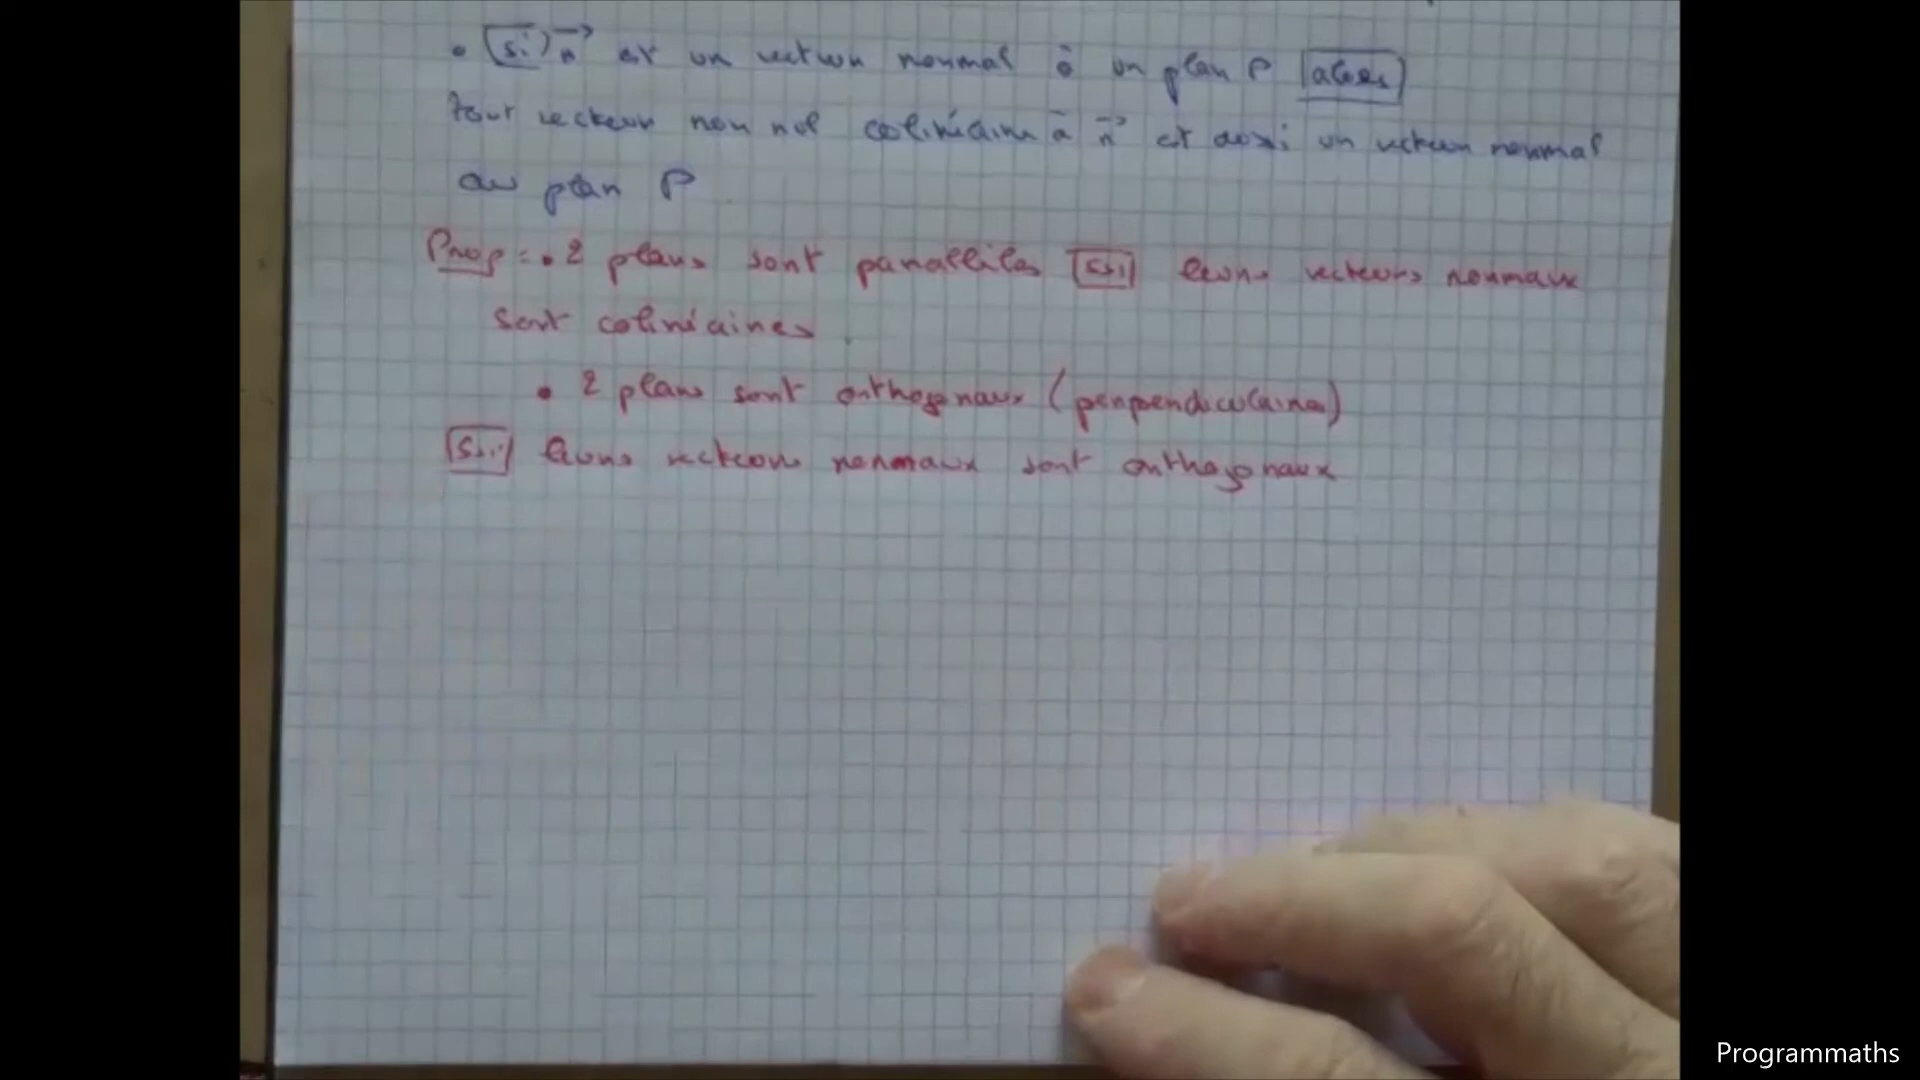 • si n⃗ est un vecteur normal à un plan P alors
tout vecteur non nul colinéaire à n⃗ est aussi un vecteur normal
au plan P
Prop : • 2 plans sont parallèles ssi leurs vecteurs normaux
sont colinéaires.
• 2 plans sont orthogonaux (perpendiculaires)
ssi leurs vecteurs normaux sont orthogonaux
Programmaths